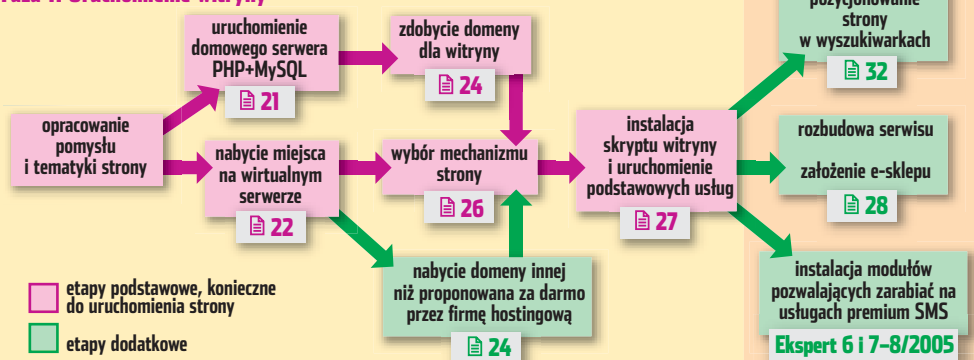 uruchomienie
domowego serwera
PHP+MySQL
21
zdobycie domeny
dla witryny
24
strony
w wyszukiwarkach
32
opracowanie
pomysłu
i tematyki strony
nabycie miejsca
na wirtualnym
serwerze
22
wybór mechanizmu
strony
26
instalacja
skryptu witryny
i uruchomienie
podstawowych usług
27
rozbudowa serwisu
założenie e-sklepu
28
nabycie domeny innej
niż proponowana za darmo
przez firmę hostingową
24
instalacja modułów
pozwalających zarabiać na
usługach premium SMS
Ekspert 6 i 7–8/2005
etapy podstawowe, konieczne
do uruchomienia strony
etapy dodatkowe